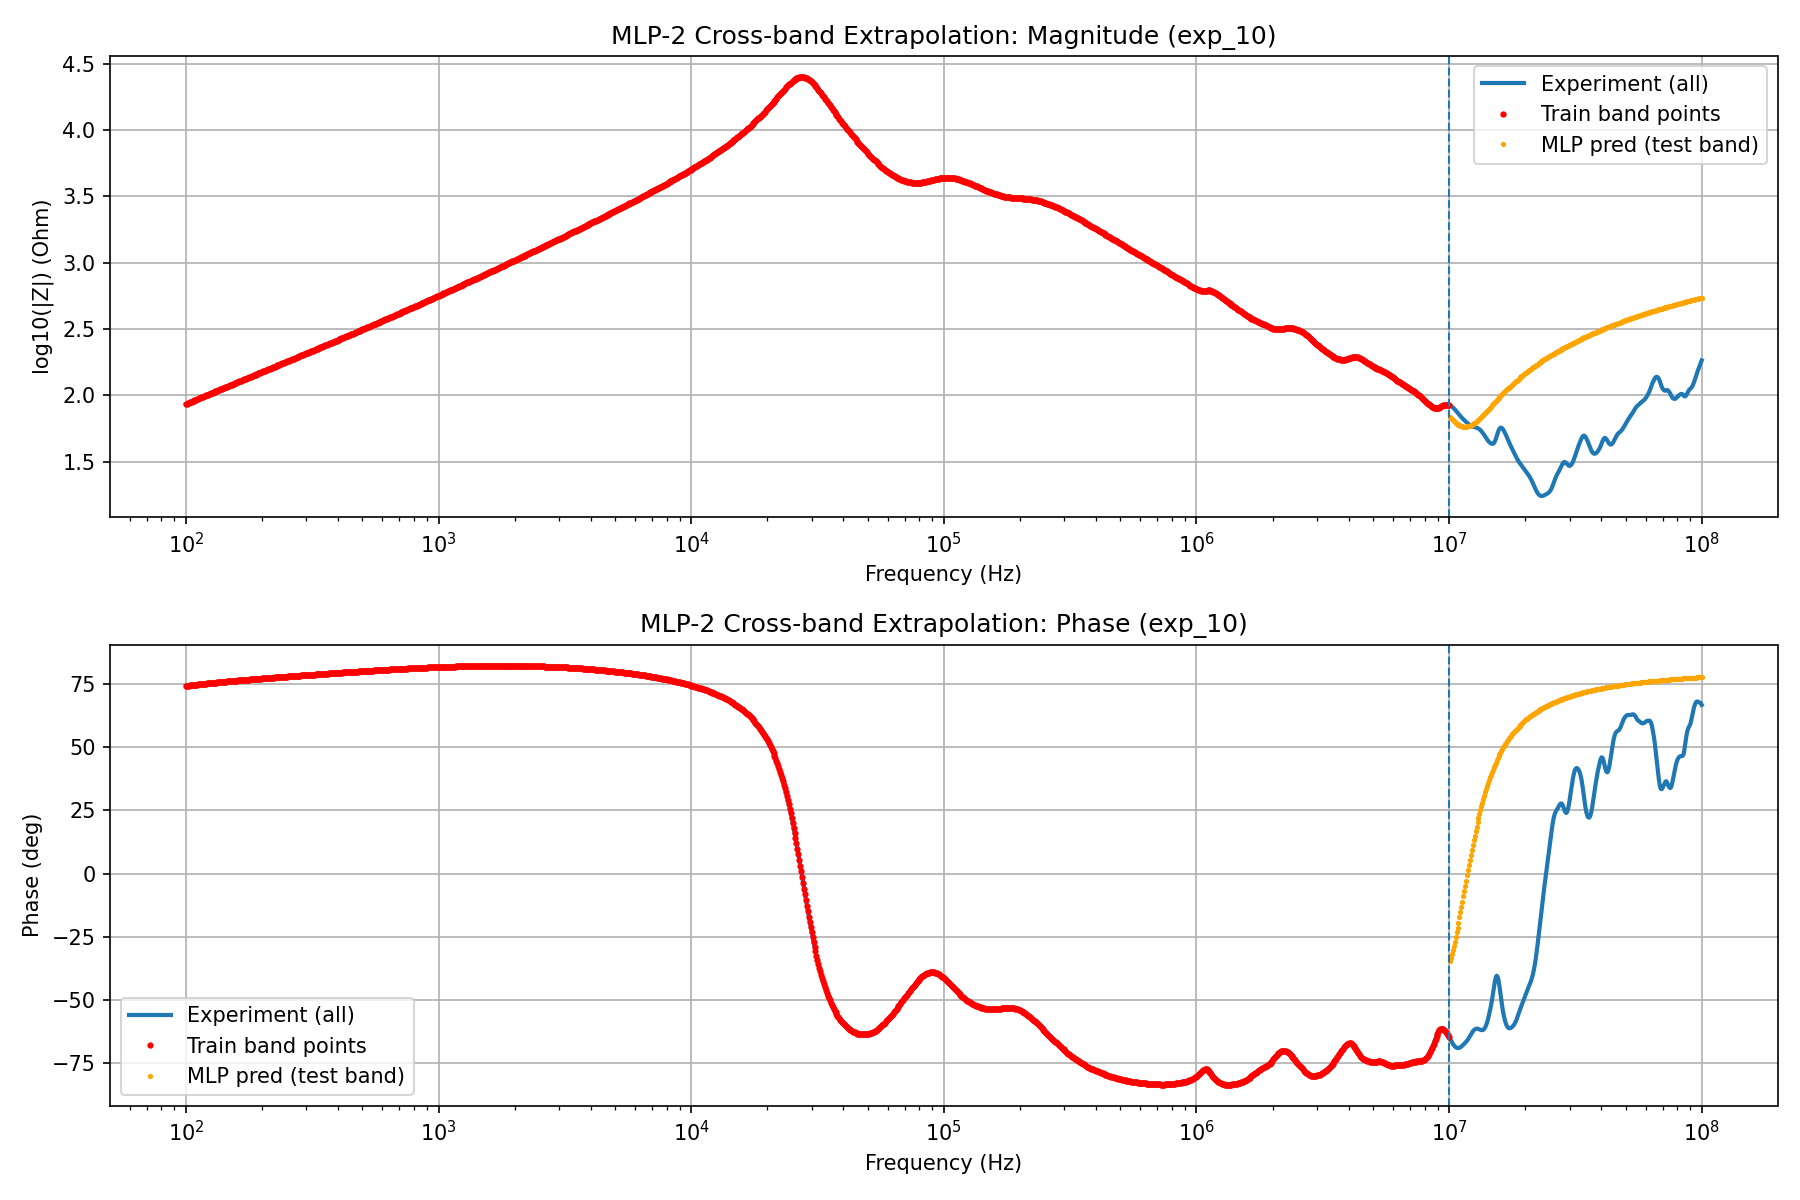 MLP-2 Cross-band Extrapolation: Magnitude (exp_10)
4.5
4.0
3.5
3.0
2.5
2.0
1.5
log10(|Z|) (Ohm)
Experiment (all)
Train band points
MLP pred (test band)
10² 10³ 10⁴ 10⁵ 10⁶ 10⁷ 10⁸
Frequency (Hz)
MLP-2 Cross-band Extrapolation: Phase (exp_10)
75
50
25
0
−25
−50
−75
Phase (deg)
Experiment (all)
Train band points
MLP pred (test band)
10² 10³ 10⁴ 10⁵ 10⁶ 10⁷ 10⁸
Frequency (Hz)